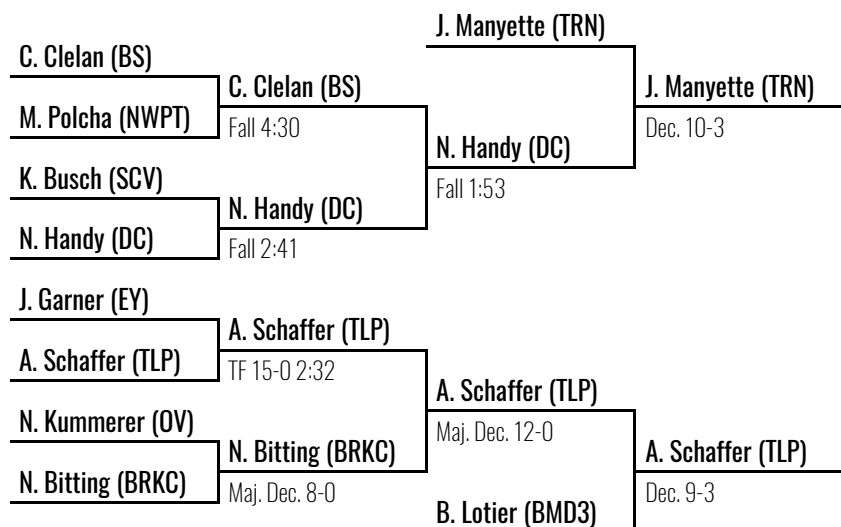 J. Manyette (TRN)
C. Clelan (BS)
C. Clelan (BS)
J. Manyette (TRN)
M. Polcha (NWPT)
Fall 4:30
Dec. 10-3
N. Handy (DC)
K. Busch (SCV)
Fall 1:53
N. Handy (DC)
N. Handy (DC)
Fall 2:41
J. Garner (EY)
A. Schaffer (TLP)
A. Schaffer (TLP)
TF 15-0 2:32
A. Schaffer (TLP)
N. Kummerer (OV)
Maj. Dec. 12-0
N. Bitting (BRKC)
A. Schaffer (TLP)
N. Bitting (BRKC)
Maj. Dec. 8-0
Dec. 9-3
B. Lotier (BMD3)